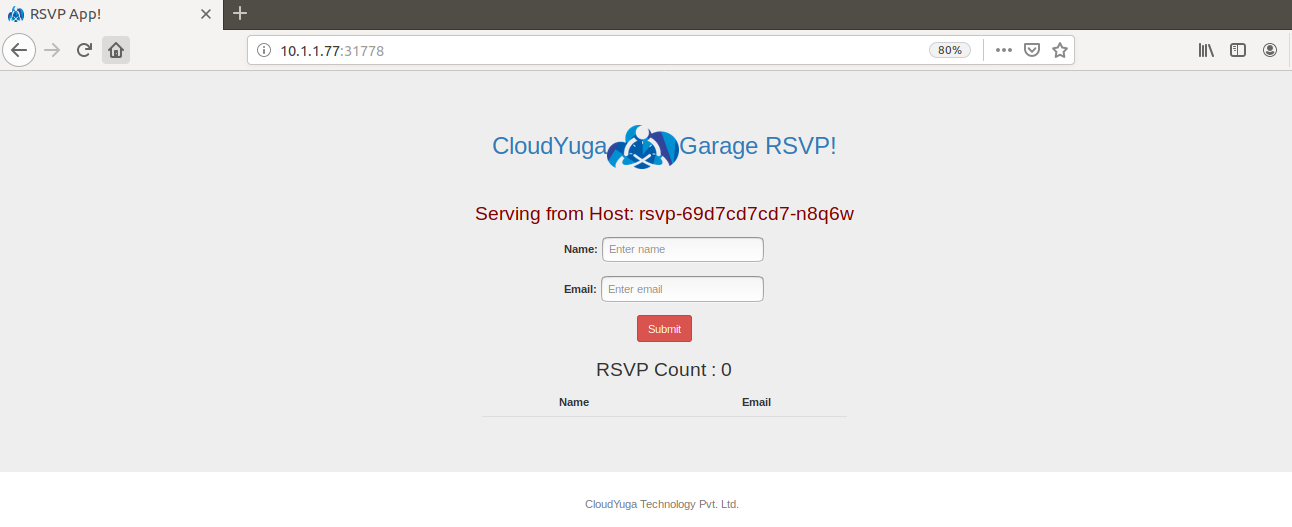 RSVP App!
10.1.1.77:31778
80%
CloudYuga Garage RSVP!
Serving from Host: rsvp-69d7cd7cd7-n8q6w
Name: Enter name
Email: Enter email
Submit
RSVP Count : 0
Name Email
CloudYuga Technology Pvt. Ltd.